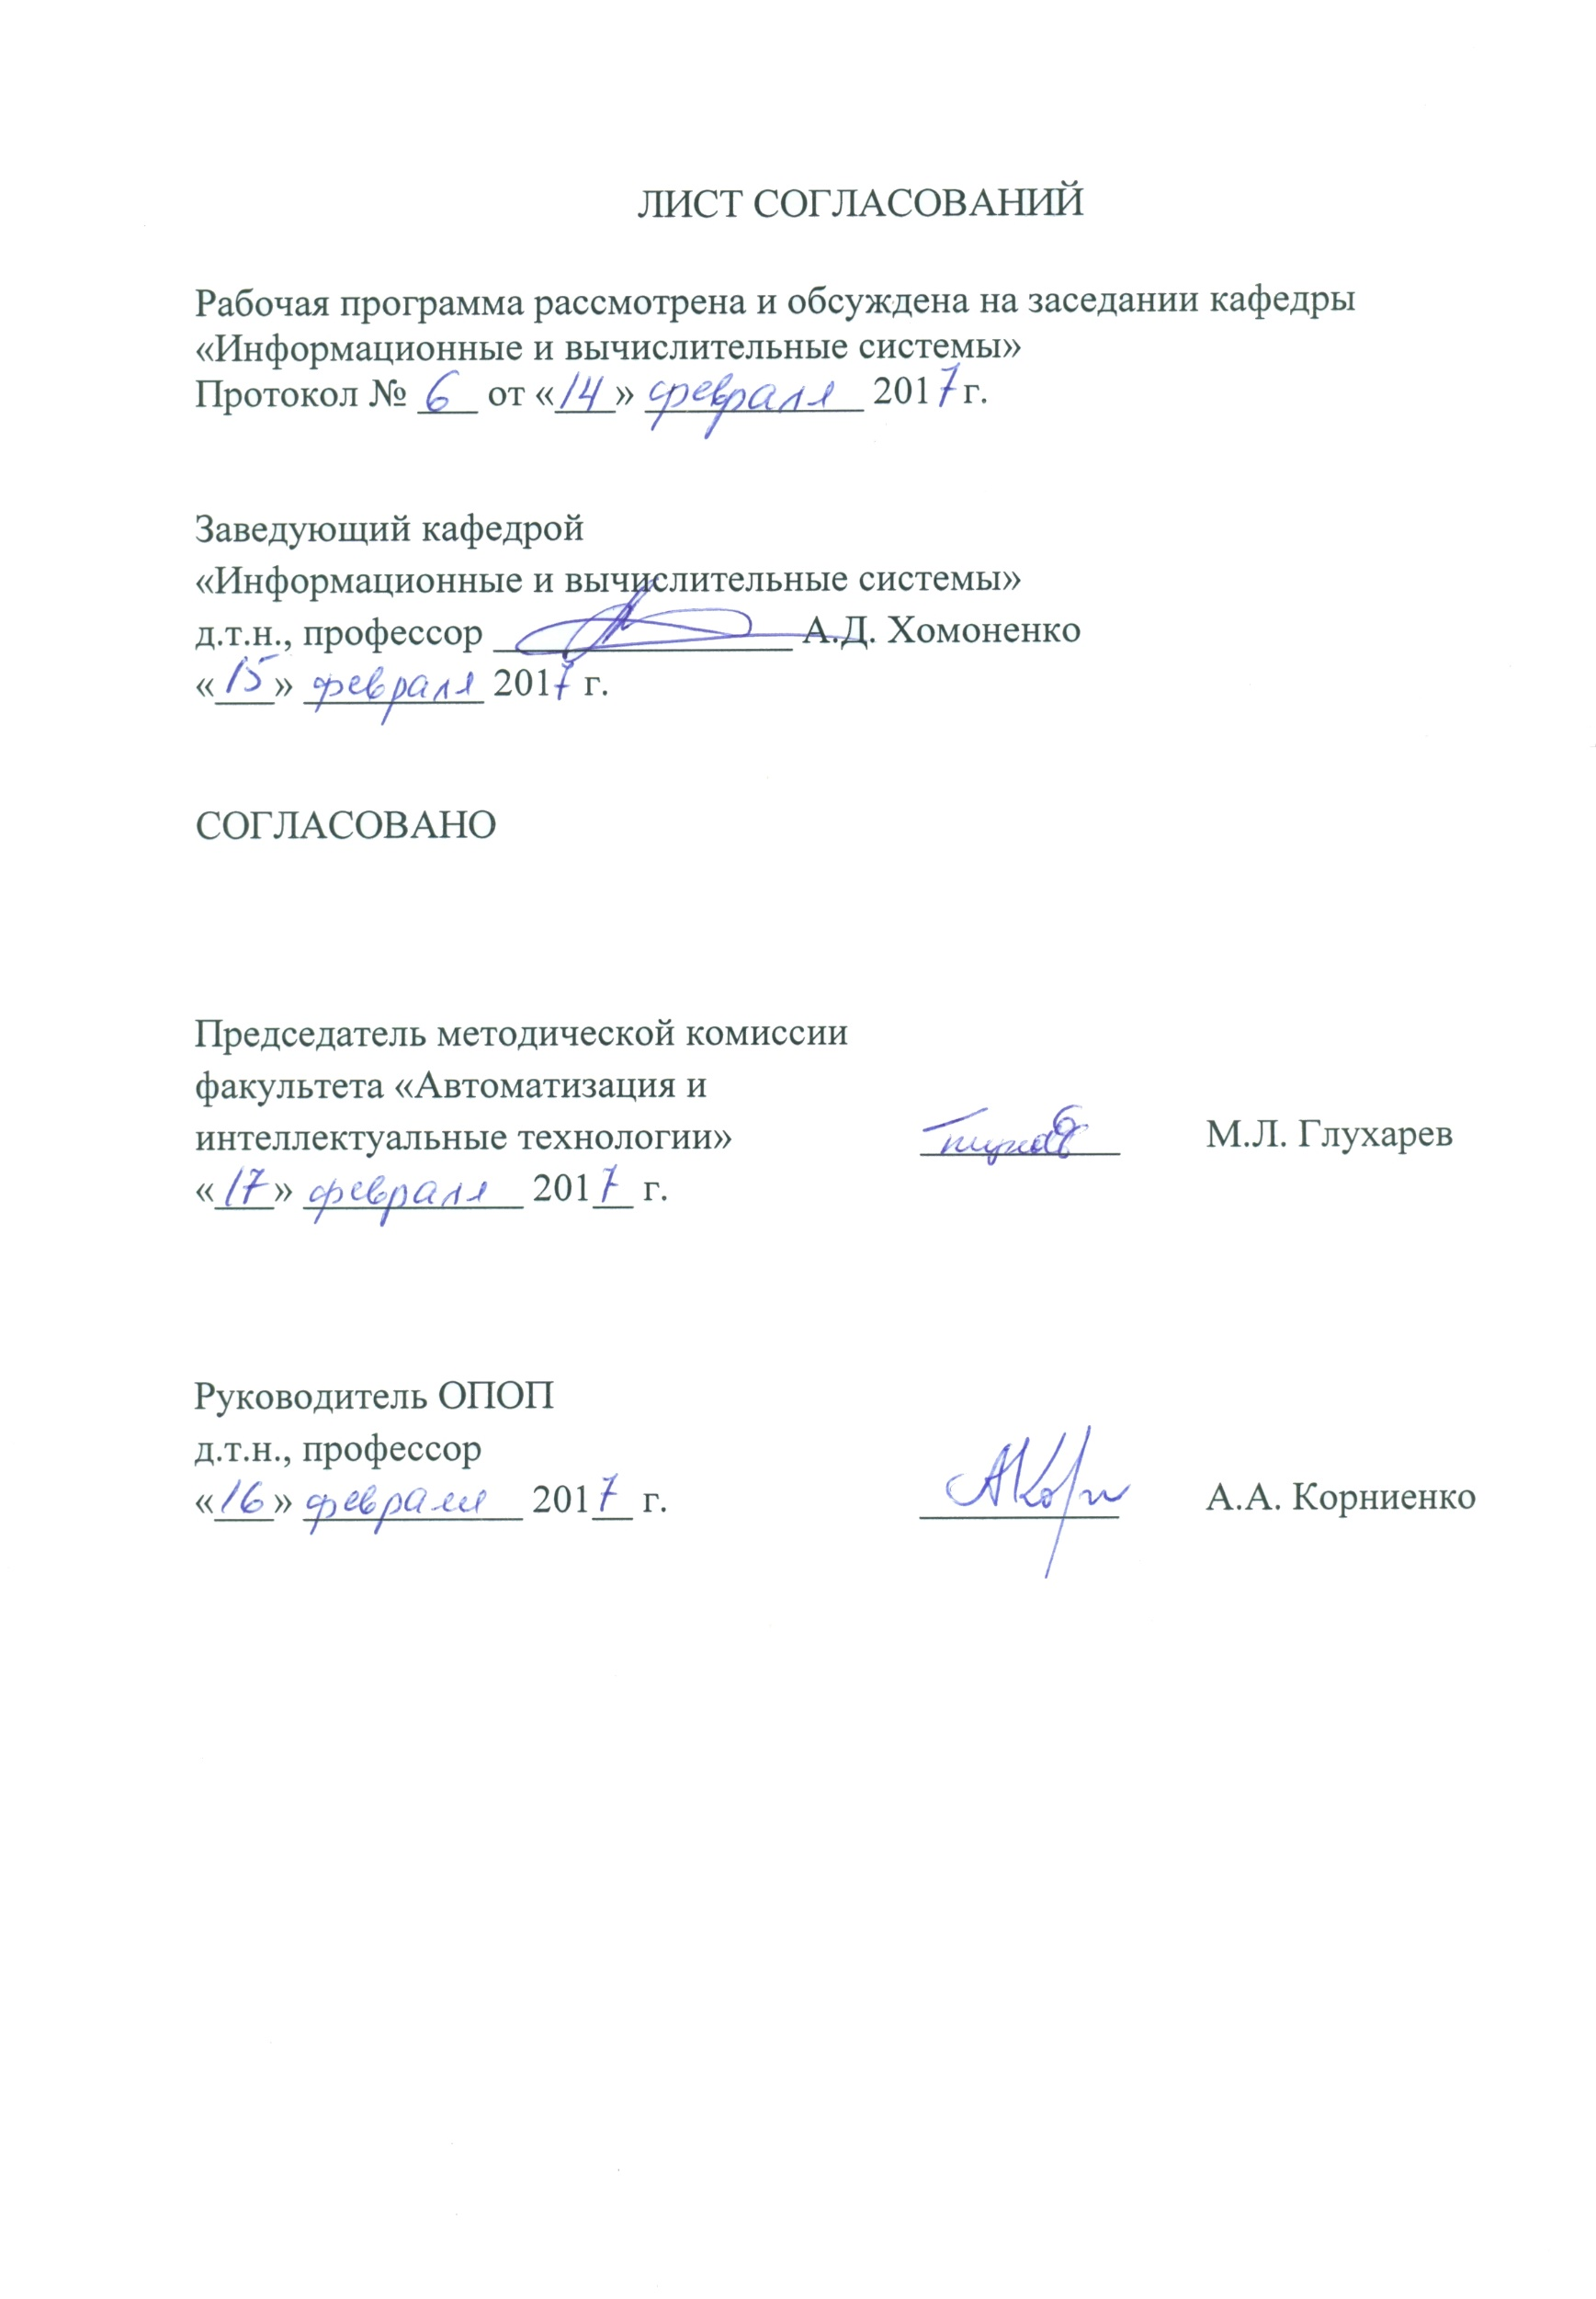 ЛИСТ СОГЛАСОВАНИЙ
Рабочая программа рассмотрена и обсуждена на заседании кафедры
«Информационные и вычислительные системы»
Протокол № 6 от «14» февраля 2017 г.
Заведующий кафедрой
«Информационные и вычислительные системы»
д.т.н., профессор А.Д. Хомоненко
«15» февраля 2017 г.
СОГЛАСОВАНО
Председатель методической комиссии
факультета «Автоматизация и
интеллектуальные технологии» М.Л. Глухарев
«17» февраля 2017 г.
Руководитель ОПОП
д.т.н., профессор
«16» февраля 2017 г. А.А. Корниенко